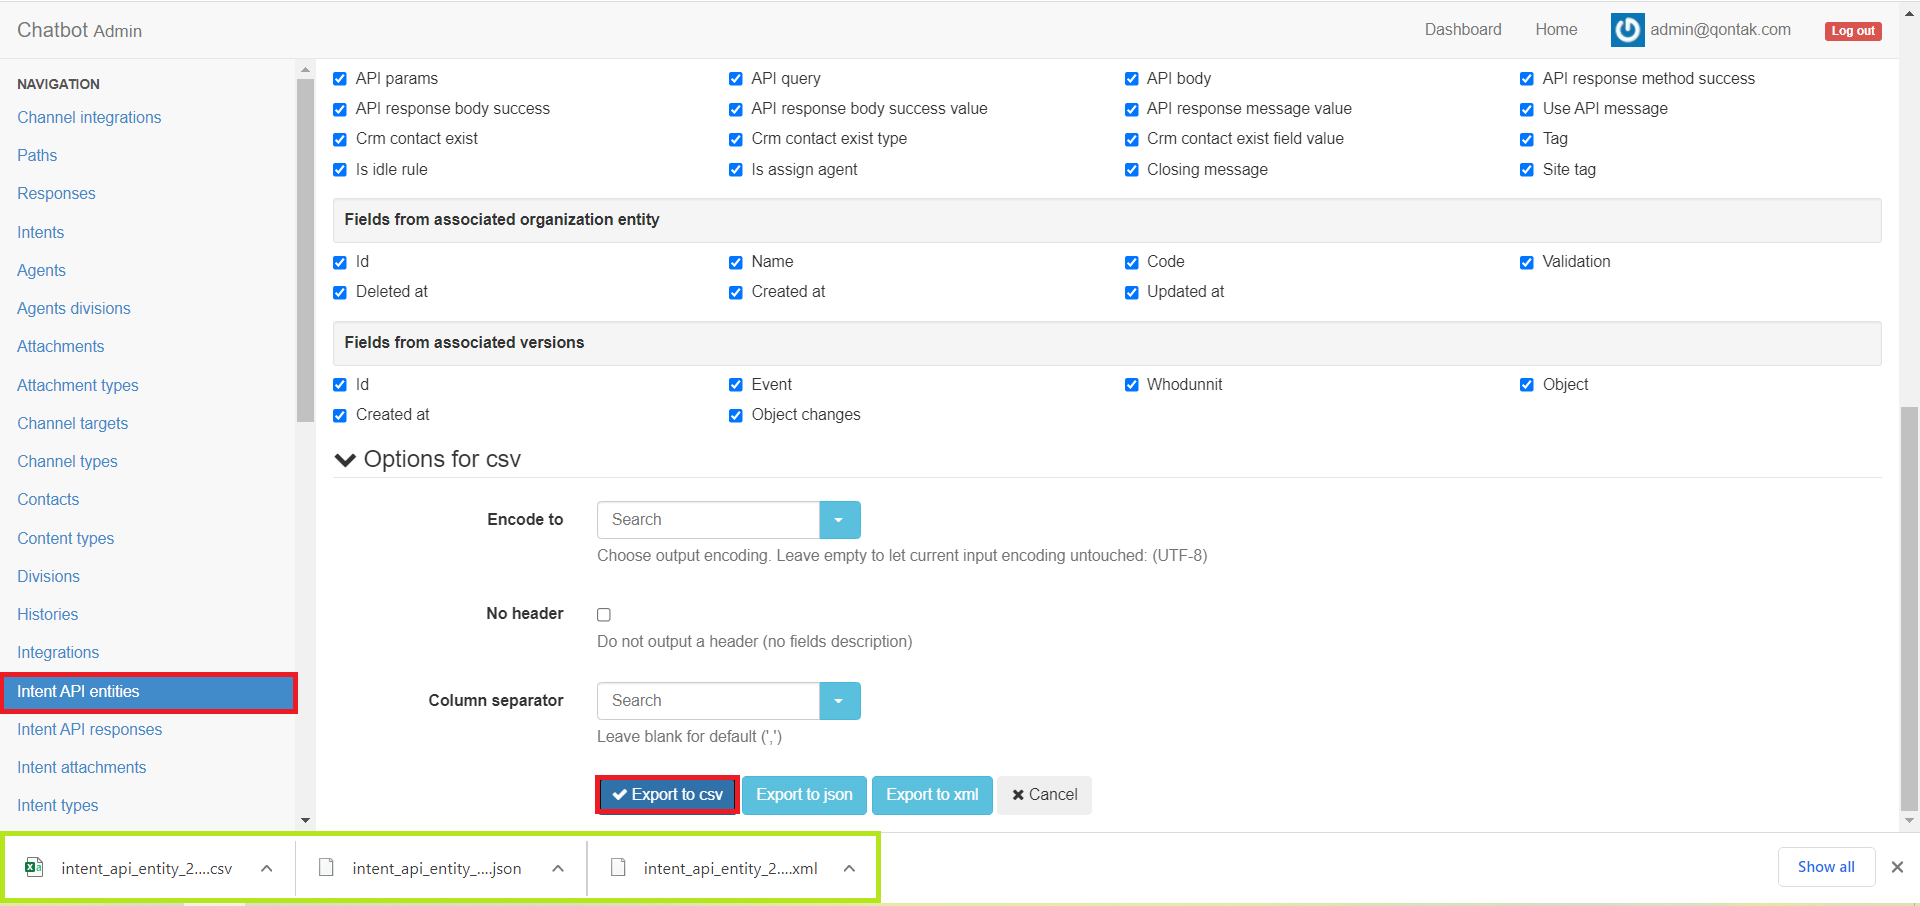 Chatbot Admin
Dashboard
Home
admin@qontak.com
Log out
NAVIGATION
Channel integrations
Paths
Responses
Intents
Agents
Agents divisions
Attachments
Attachment types
Channel targets
Channel types
Contacts
Content types
Divisions
Histories
Integrations
Intent API entities
Intent API responses
Intent attachments
Intent types
API params
API query
API body
API response method success
API response body success
API response body success value
API response message value
Use API message
Crm contact exist
Crm contact exist type
Crm contact exist field value
Tag
Is idle rule
Is assign agent
Closing message
Site tag
Fields from associated organization entity
Id
Name
Code
Validation
Deleted at
Created at
Updated at
Fields from associated versions
Id
Event
Whodunnit
Object
Created at
Object changes
Options for csv
Encode to
Search
Choose output encoding. Leave empty to let current input encoding untouched: (UTF-8)
No header
Do not output a header (no fields description)
Column separator
Search
Leave blank for default (',')
Export to csv
Export to json
Export to xml
Cancel
intent_api_entity_2....csv
intent_api_entity_....json
intent_api_entity_2....xml
Show all